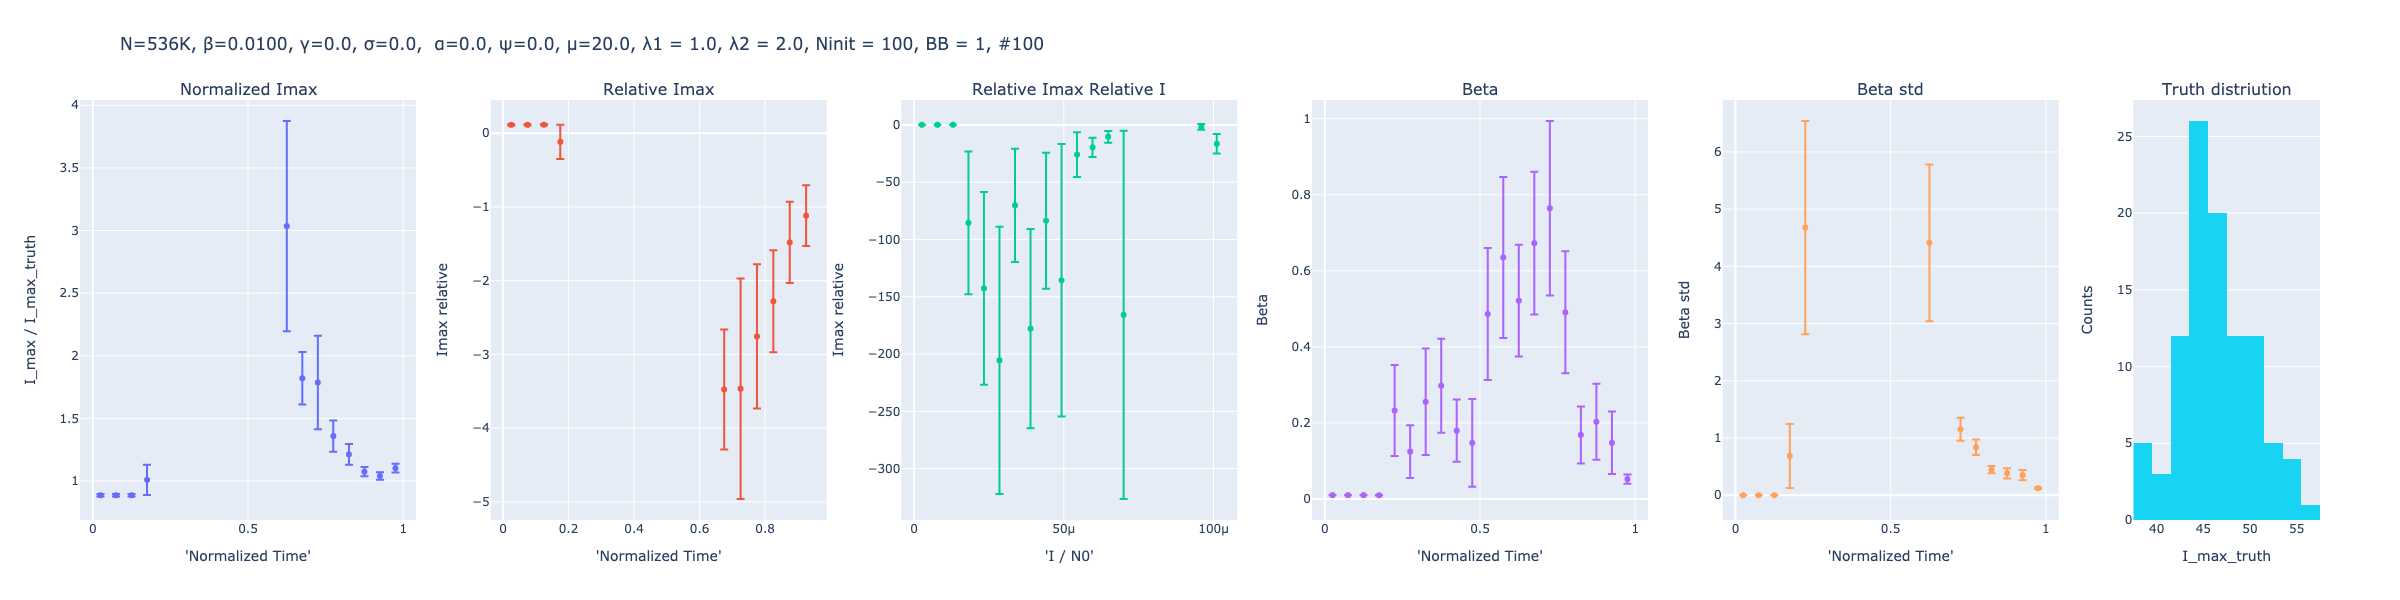 N=536K, β=0.0100, γ=0.0, σ=0.0, α=0.0, ψ=0.0, μ=20.0, λ1 = 1.0, λ2 = 2.0, Ninit = 100, BB = 1, #100
Normalized Imax
I_max / I_max_truth
4
3.5
3
2.5
2
1.5
1
0 0.5 1
'Normalized Time'
Relative Imax
Imax relative
0
−1
−2
−3
−4
−5
0 0.2 0.4 0.6 0.8
'Normalized Time'
Relative Imax Relative I
Imax relative
0
−50
−100
−150
−200
−250
−300
0 50μ 100μ
'I / N0'
Beta
Beta
1
0.8
0.6
0.4
0.2
0
0 0.5 1
'Normalized Time'
Beta std
Beta std
6
5
4
3
2
1
0
0 0.5 1
'Normalized Time'
Truth distriution
Counts
25
20
15
10
5
0
40 45 50 55
I_max_truth